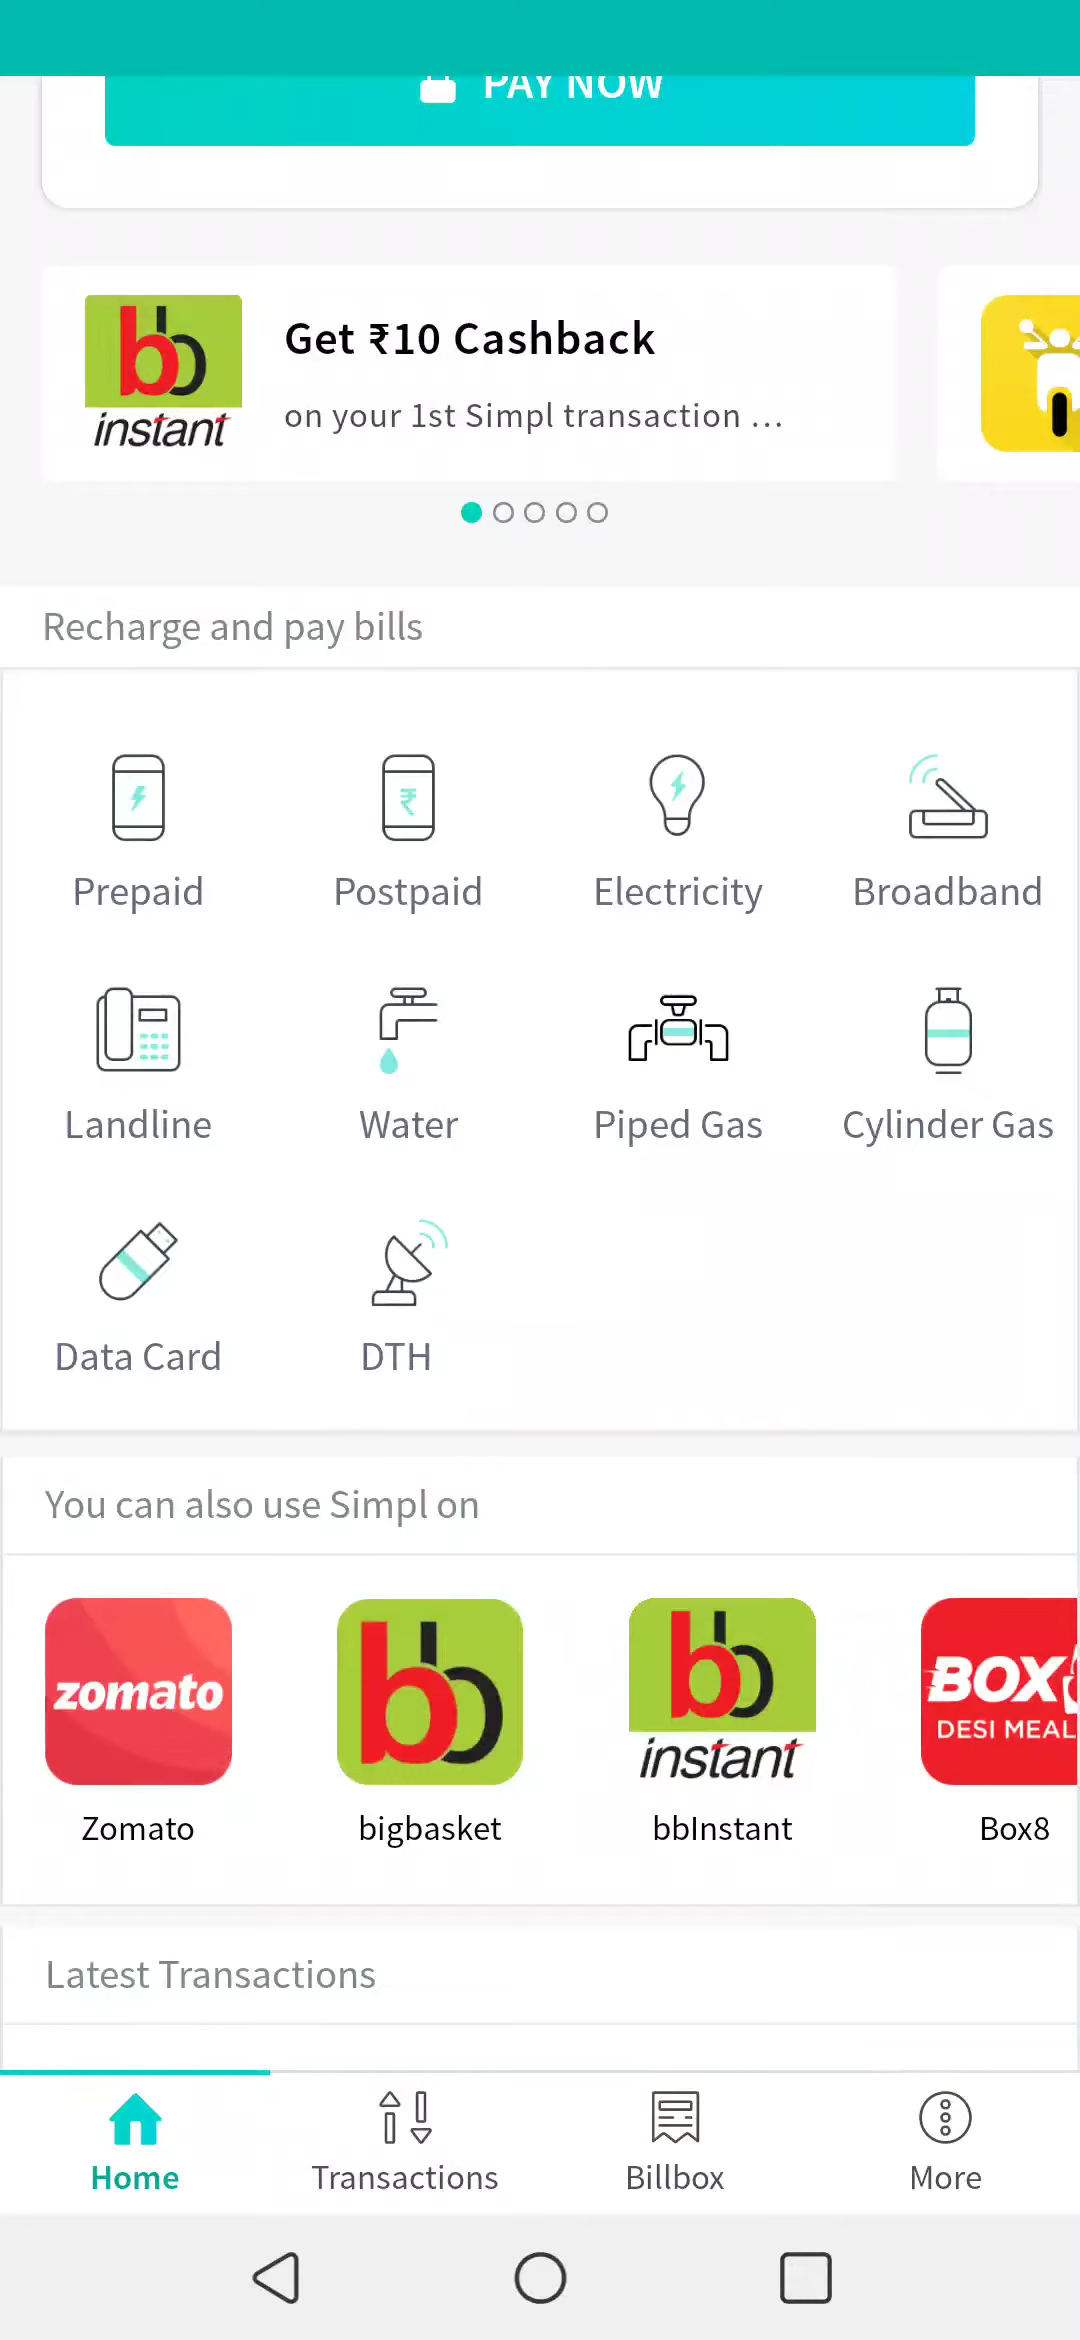 PAY NOW
bb
instant
Get ₹10 Cashback
on your 1st Simpl transaction ...
Recharge and pay bills
₹
Prepaid
Postpaid
Electricity
Broadband
Landline
Water
Piped Gas
Cylinder Gas
Data Card
DTH
You can also use Simpl on
zomato
bb
bb
instant
BOX
DESI MEAL
Zomato
bigbasket
bbInstant
Box8
Latest Transactions
Home
Transactions
Billbox
More